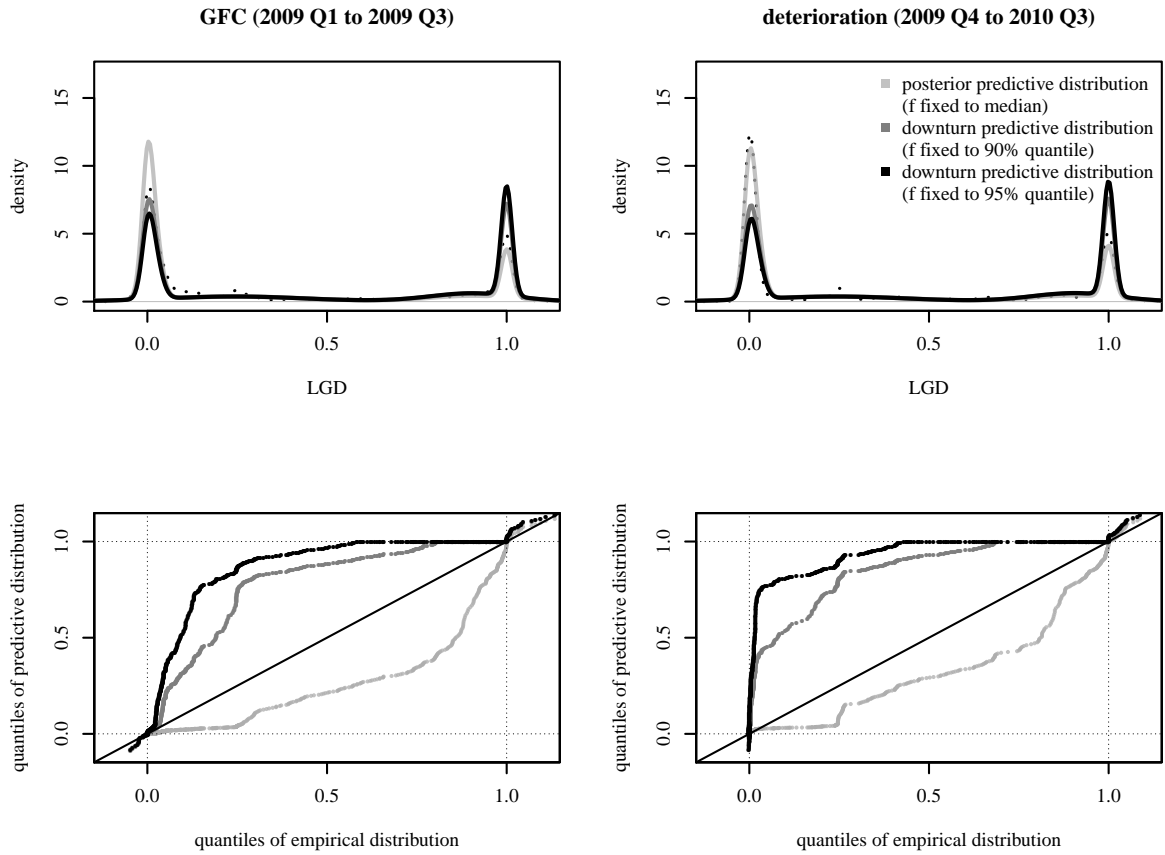 GFC (2009 Q1 to 2009 Q3)
deterioration (2009 Q4 to 2010 Q3)
density
15
10
5
0
0.0 0.5 1.0
LGD
density
15
10
5
0
posterior predictive distribution
(f fixed to median)
downturn predictive distribution
(f fixed to 90% quantile)
downturn predictive distribution
(f fixed to 95% quantile)
0.0 0.5 1.0
LGD
quantiles of predictive distribution
1.0
0.5
0.0
0.0 0.5 1.0
quantiles of empirical distribution
quantiles of predictive distribution
1.0
0.5
0.0
0.0 0.5 1.0
quantiles of empirical distribution